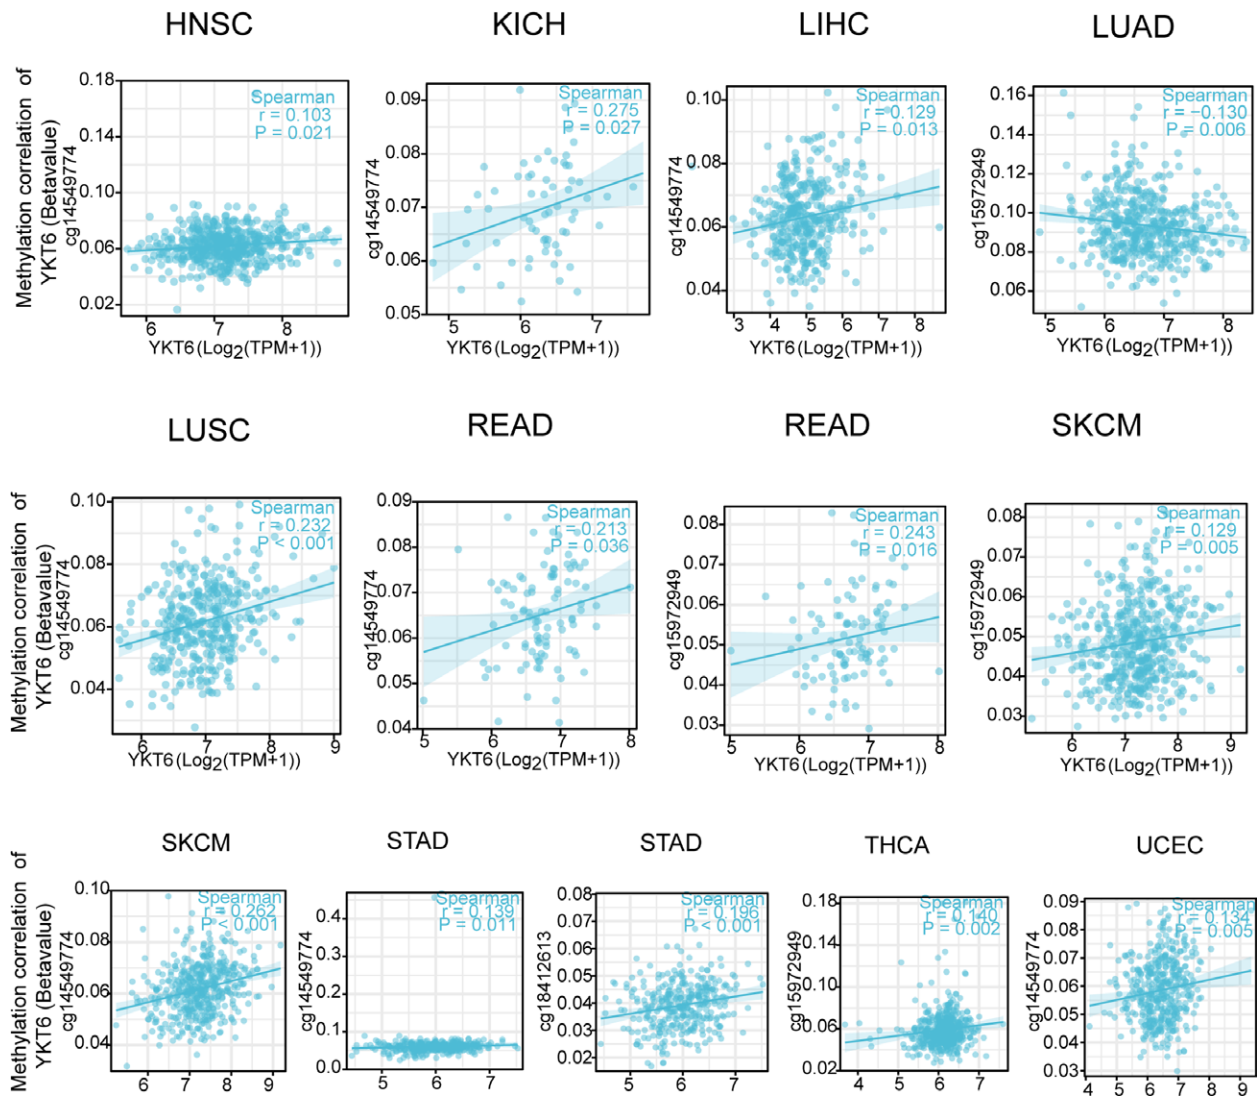 HNSC
KICH
LIHC
LUAD
Methylation correlation of
YKT6 (Betavalue)
cg14549774
0.18
0.14
0.10
0.06
0.02
Spearman
r = 0.103
P = 0.021
6
7
8
YKT6(Log2(TPM+1))
cg14549774
0.09
0.08
0.07
0.06
0.05
Spearman
r = 0.275
P = 0.027
5
6
7
YKT6(Log2(TPM+1))
cg14549774
0.10
0.08
0.06
0.04
Spearman
r = 0.129
P = 0.013
3
4
5
6
7
8
YKT6(Log2(TPM+1))
cg15972949
0.16
0.14
0.12
0.10
0.08
0.06
Spearman
r = −0.130
P = 0.006
5
6
7
8
YKT6(Log2(TPM+1))
LUSC
READ
READ
SKCM
Methylation correlation of
YKT6 (Betavalue)
cg14549774
0.10
0.08
0.06
0.04
Spearman
r = 0.232
P < 0.001
6
7
8
9
YKT6(Log2(TPM+1))
cg14549774
0.09
0.08
0.07
0.06
0.05
0.04
Spearman
r = 0.213
P = 0.036
5
6
7
8
YKT6(Log2(TPM+1))
cg15972949
0.08
0.07
0.06
0.05
0.04
0.03
Spearman
r = 0.243
P = 0.016
5
6
7
8
YKT6(Log2(TPM+1))
cg15972949
0.08
0.07
0.06
0.05
0.04
0.03
Spearman
r = 0.129
P = 0.005
6
7
8
9
YKT6(Log2(TPM+1))
SKCM
STAD
STAD
THCA
UCEC
Methylation correlation of
YKT6 (Betavalue)
cg14549774
0.10
0.08
0.06
0.04
Spearman
r = 0.262
P < 0.001
6
7
8
9
cg14549774
0.4
0.3
0.2
0.1
0.0
Spearman
r = 0.139
P = 0.011
5
6
7
cg18412613
0.08
0.07
0.06
0.05
0.04
0.03
0.02
Spearman
r = 0.196
P < 0.001
5
6
7
cg15972949
0.18
0.14
0.10
0.06
0.02
Spearman
r = 0.140
P = 0.002
4
5
6
7
cg14549774
0.09
0.08
0.07
0.06
0.05
0.04
0.03
Spearman
r = 0.134
P = 0.005
4
5
6
7
8
9